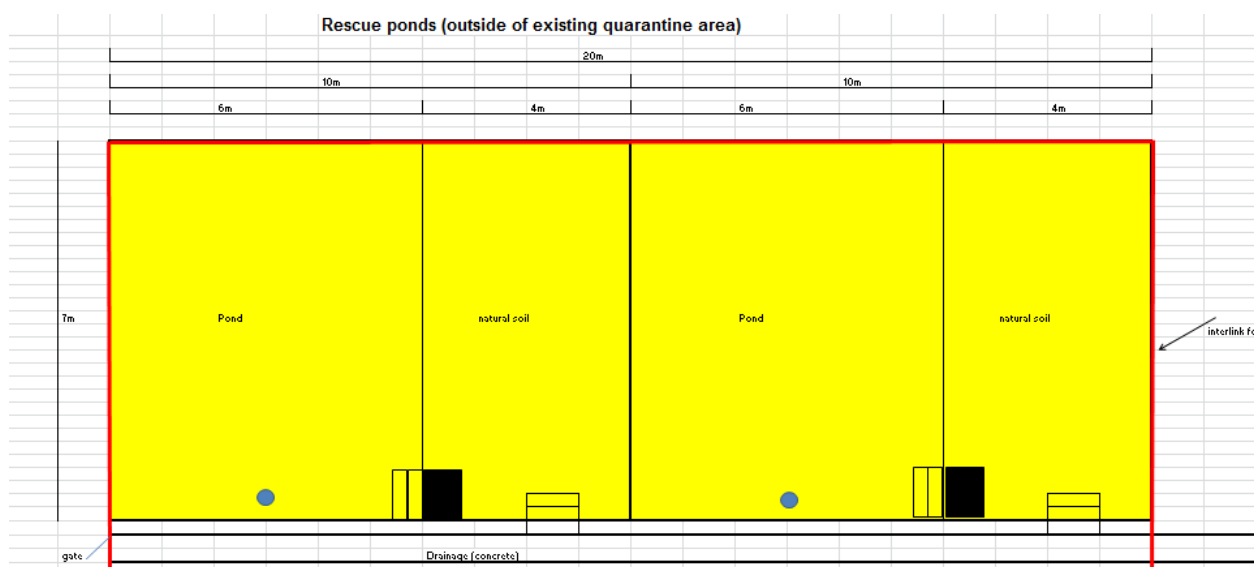 Rescue ponds (outside of existing quarantine area)
20m
10m 10m
6m 4m 6m 4m
7m Pond natural soil Pond natural soil
interlink
gate Drainage (concrete)